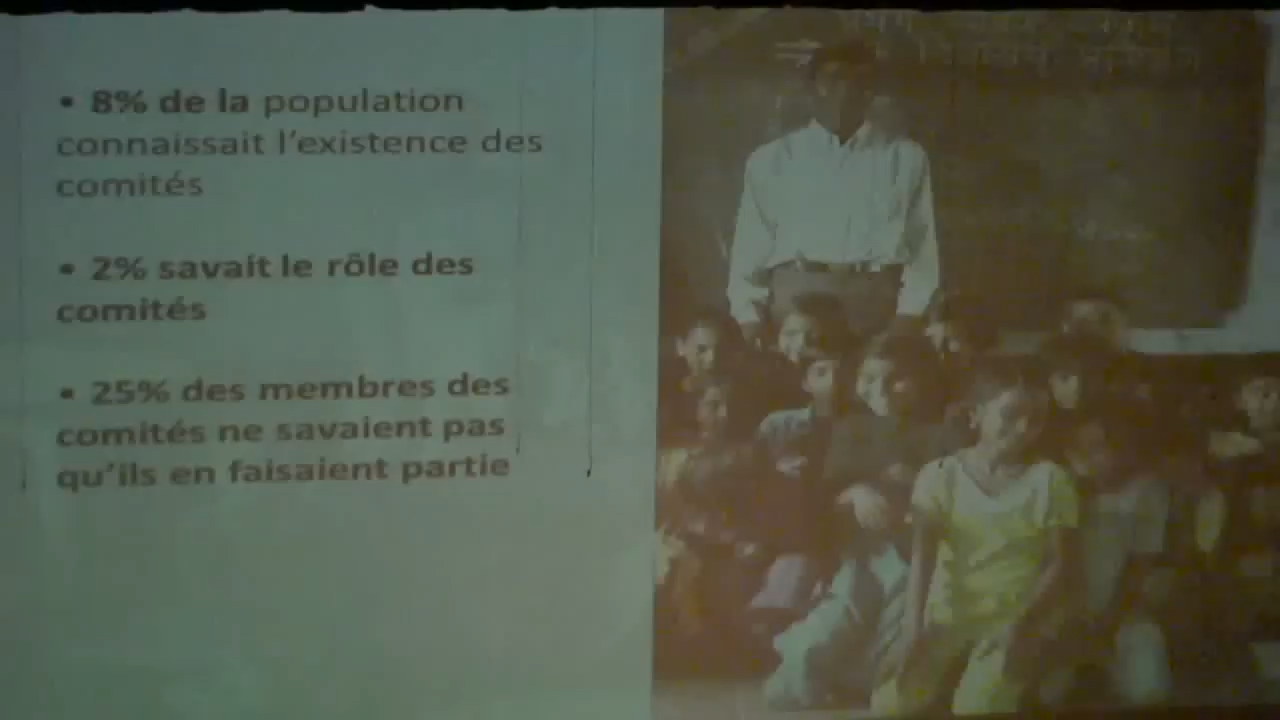 • 8% de la population
connaissait l'existence des
comités
• 2% savait le rôle des
comités
• 25% des membres des
comités ne savaient pas
qu'ils en faisaient partie